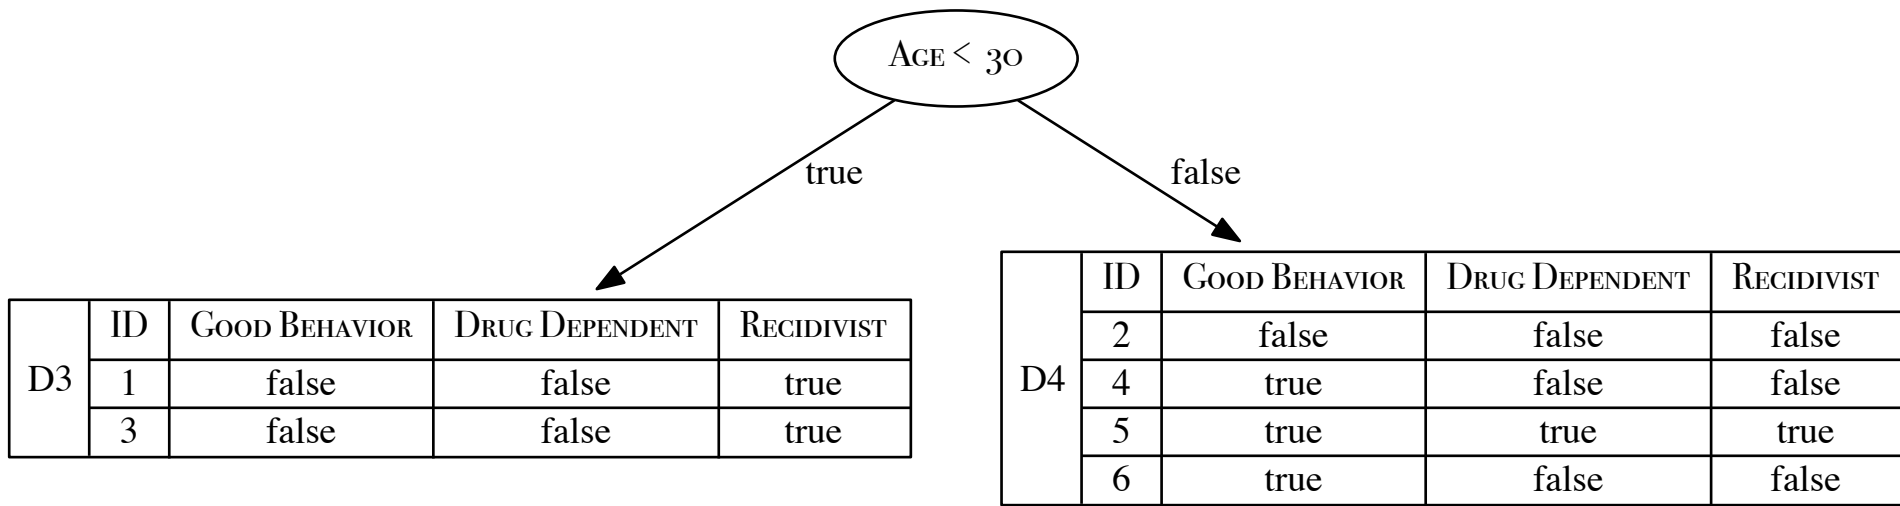 AGE < 30
true false
D3
ID GOOD BEHAVIOR DRUG DEPENDENT RECIDIVIST
1 false false true
3 false false true
D4
ID GOOD BEHAVIOR DRUG DEPENDENT RECIDIVIST
2 false false false
4 true false false
5 true true true
6 true false false